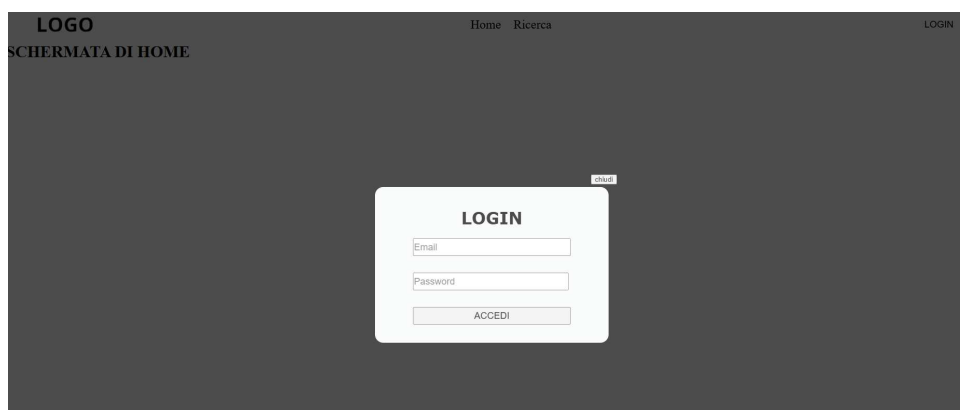 LOGO
Home Ricerca
LOGIN
SCHERMATA DI HOME
chiudi
LOGIN
Email
Password
ACCEDI